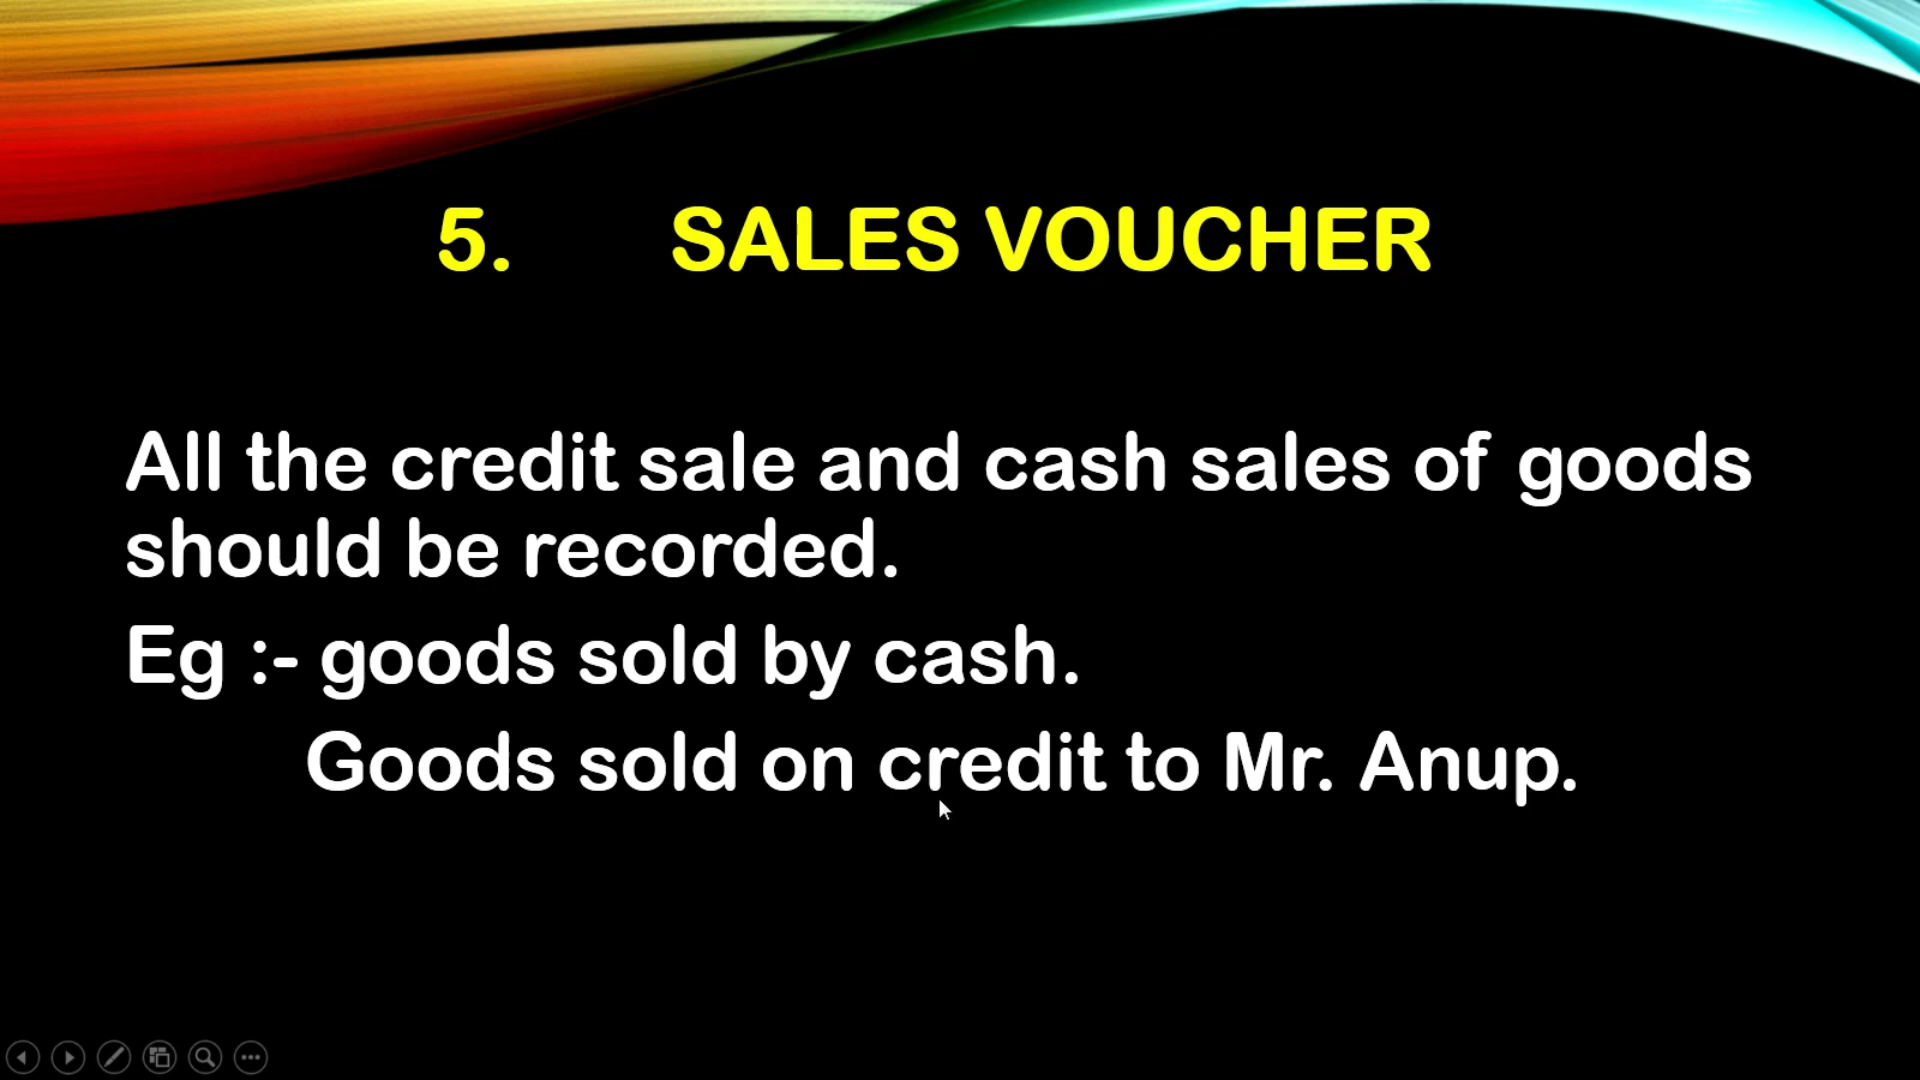 5. SALES VOUCHER
All the credit sale and cash sales of goods
should be recorded.
Eg :- goods sold by cash.
Goods sold on credit to Mr. Anup.